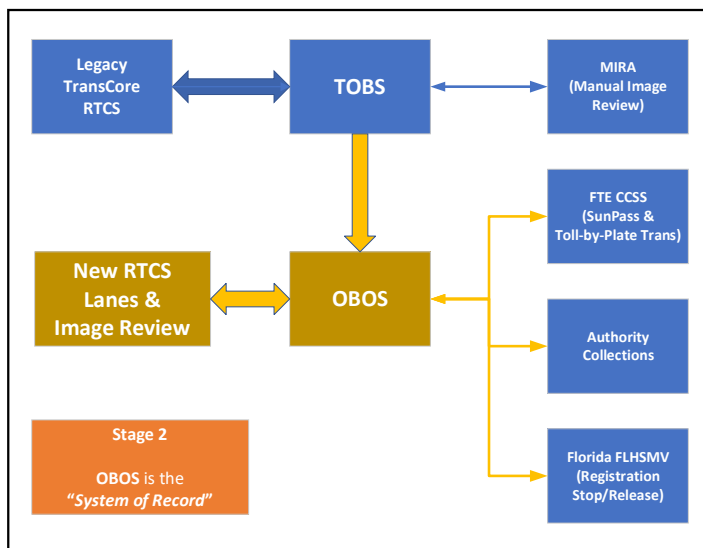 Legacy
TransCore
RTCS
TOBS
MIRA
(Manual Image
Review)
FTE CCSS
(SunPass &
Toll-by-Plate Trans)
New RTCS
Lanes &
Image Review
OBOS
Authority
Collections
Stage 2
OBOS is the
“System of Record”
Florida FLHSMV
(Registration
Stop/Release)